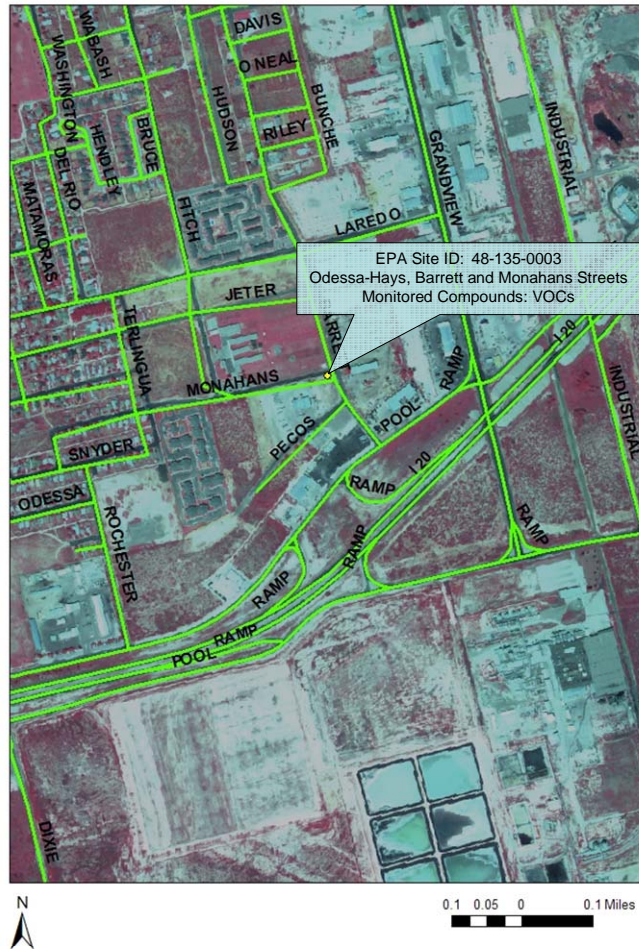 DAVIS
WABASH
O NEAL
WASHINGTON
BUNCHE
HUDSON
RILEY
HENDLEY
BRUCE
GRANDVIEW
INDUSTRIAL
DEL RIO
MATAMORAS
FITCH
LAREDO
EPA Site ID: 48-135-0003
Odessa-Hays, Barrett and Monahans Streets
Monitored Compounds: VOCs
JETER
TERLINGUA
I 20
MONAHANS
RAMP
POOL
INDUSTRIAL
PECOS
SNYDER
I 20
ODESSA
RAMP
ROCHESTER
RAMP
RAMP
RAMP
RAMP
POOL
DIXIE
N
0.1 0.05 0 0.1 Miles